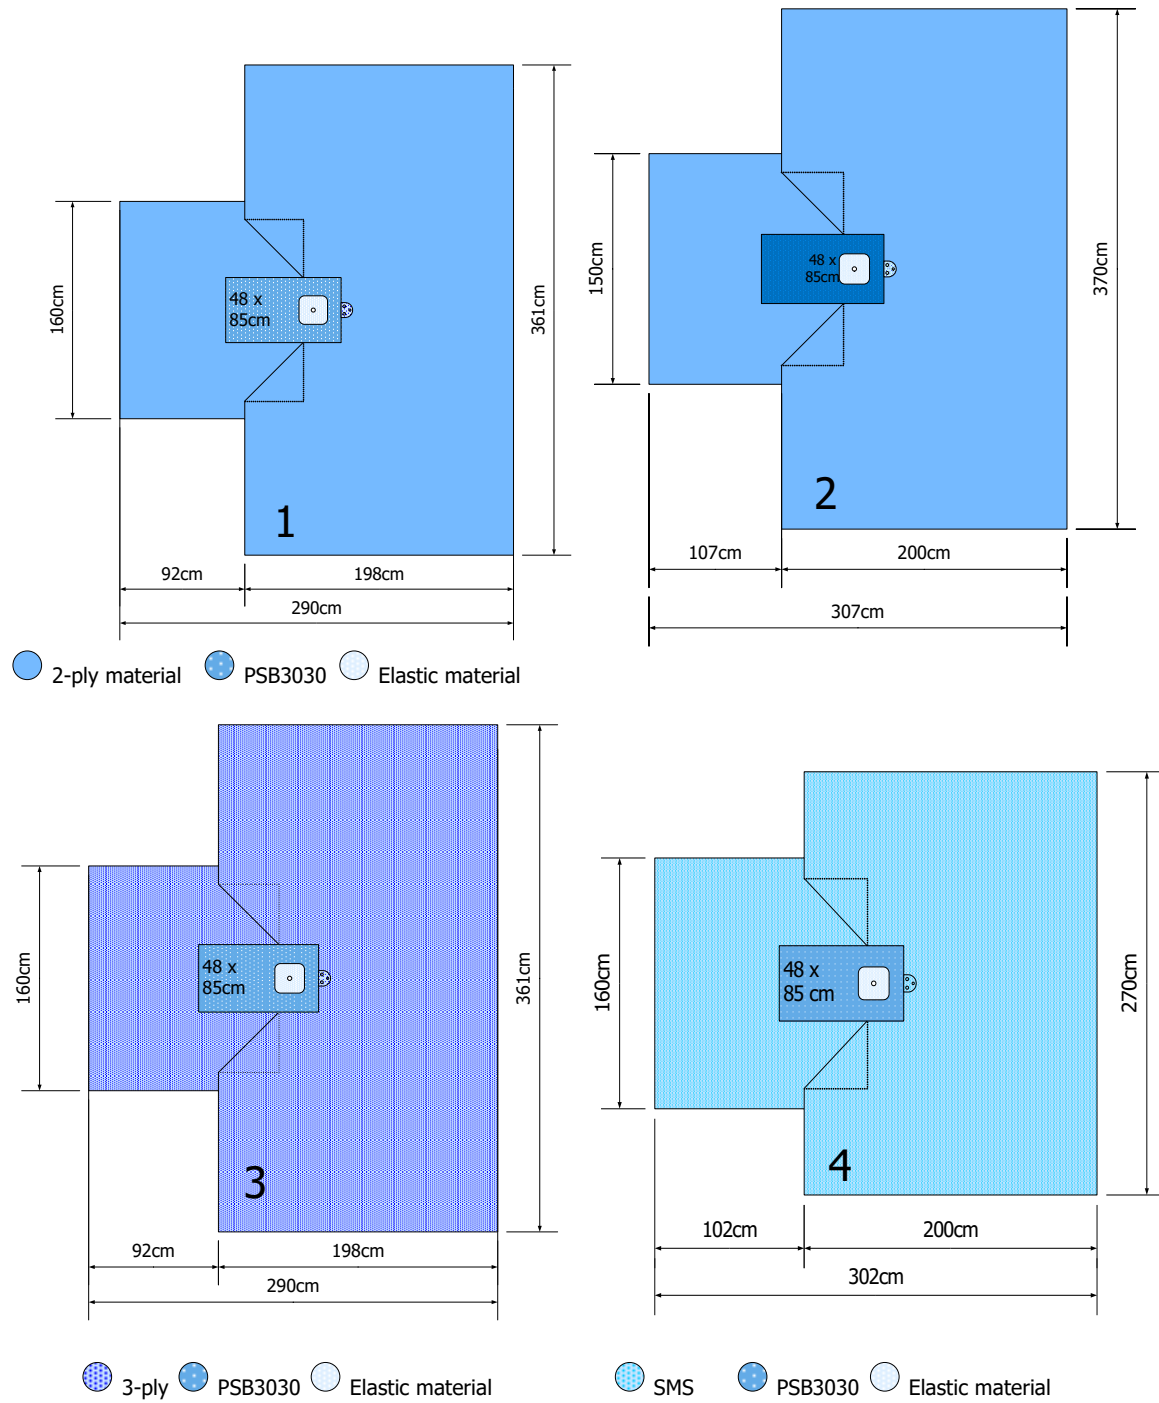 160cm
48 x
85cm
361cm
1
92cm
198cm
290cm
150cm
48 x
85cm
370cm
2
107cm
200cm
307cm
2-ply material
PSB3030
Elastic material
160cm
48 x
85cm
361cm
3
92cm
198cm
290cm
160cm
48 x
85 cm
270cm
4
102cm
200cm
302cm
3-ply
PSB3030
Elastic material
SMS
PSB3030
Elastic material